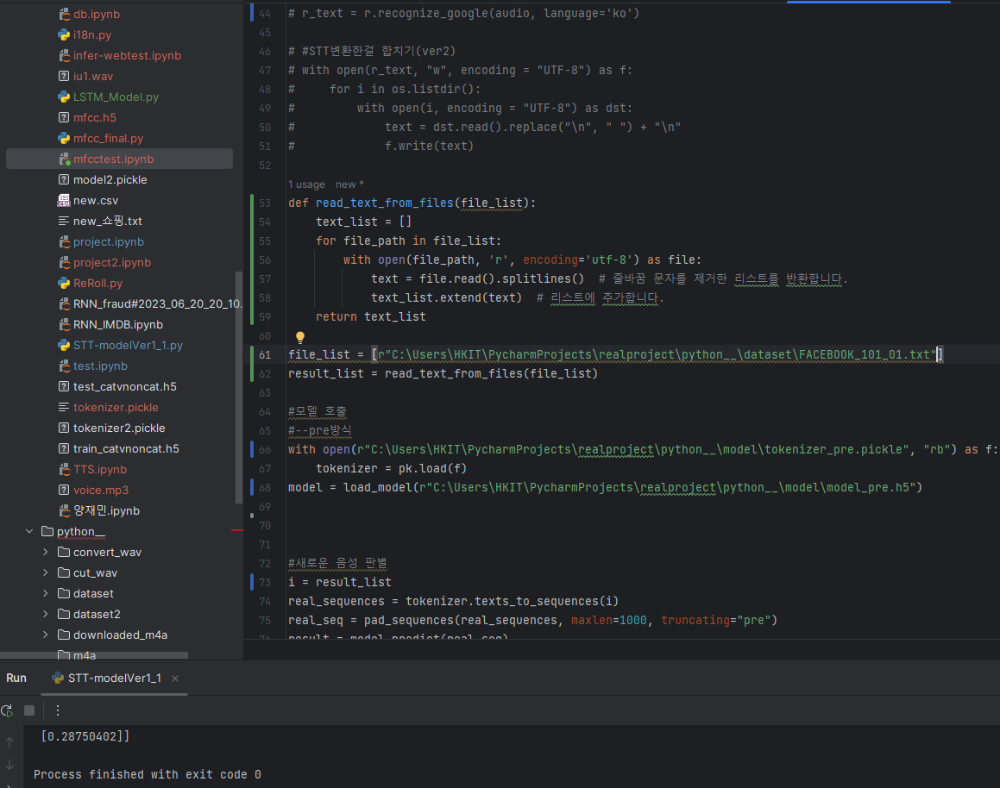 db.ipynb
i18n.py
infer-webtest.ipynb
iu1.wav
LSTM_Model.py
mfcc.h5
mfcc_final.py
mfcctest.ipynb
model2.pickle
new.csv
new_쇼핑.txt
project.ipynb
project2.ipynb
ReRoll.py
RNN_fraud#2023_06_20_20_10.
RNN_IMDB.ipynb
STT-modelVer1_1.py
test.ipynb
test_catvnoncat.h5
tokenizer.pickle
tokenizer2.pickle
train_catvnoncat.h5
TTS.ipynb
voice.mp3
양재민.ipynb
python__
convert_wav
cut_wav
dataset
dataset2
downloaded_m4a
m4a
44 # r_text = r.recognize_google(audio, language='ko')
45
46 # #STT변환한걸 합치기(ver2)
47 # with open(r_text, "w", encoding = "UTF-8") as f:
48 #     for i in os.listdir():
49 #         with open(i, encoding = "UTF-8") as dst:
50 #             text = dst.read().replace("\n", " ") + "\n"
51 #             f.write(text)
52
1 usage new *
53 def read_text_from_files(file_list):
54     text_list = []
55     for file_path in file_list:
56         with open(file_path, 'r', encoding='utf-8') as file:
57             text = file.read().splitlines()  # 줄바꿈 문자를 제거한 리스트를 반환합니다.
58             text_list.extend(text)  # 리스트에 추가합니다.
59     return text_list
60
61 file_list = [r"C:\Users\HKIT\PycharmProjects\realproject\python__\dataset\FACEBOOK_101_01.txt"]
62 result_list = read_text_from_files(file_list)
63
64 #모델 호출
65 #--pre방식
66 with open(r"C:\Users\HKIT\PycharmProjects\realproject\python__\model\tokenizer_pre.pickle", "rb") as f:
67     tokenizer = pk.load(f)
68 model = load_model(r"C:\Users\HKIT\PycharmProjects\realproject\python__\model\model_pre.h5")
69
70
71
72 #새로운 음성 판별
73 i = result_list
74 real_sequences = tokenizer.texts_to_sequences(i)
75 real_seq = pad_sequences(real_sequences, maxlen=1000, truncating="pre")
76 result = model.predict(real_seq)
Run STT-modelVer1_1
[0.28750402]]
Process finished with exit code 0